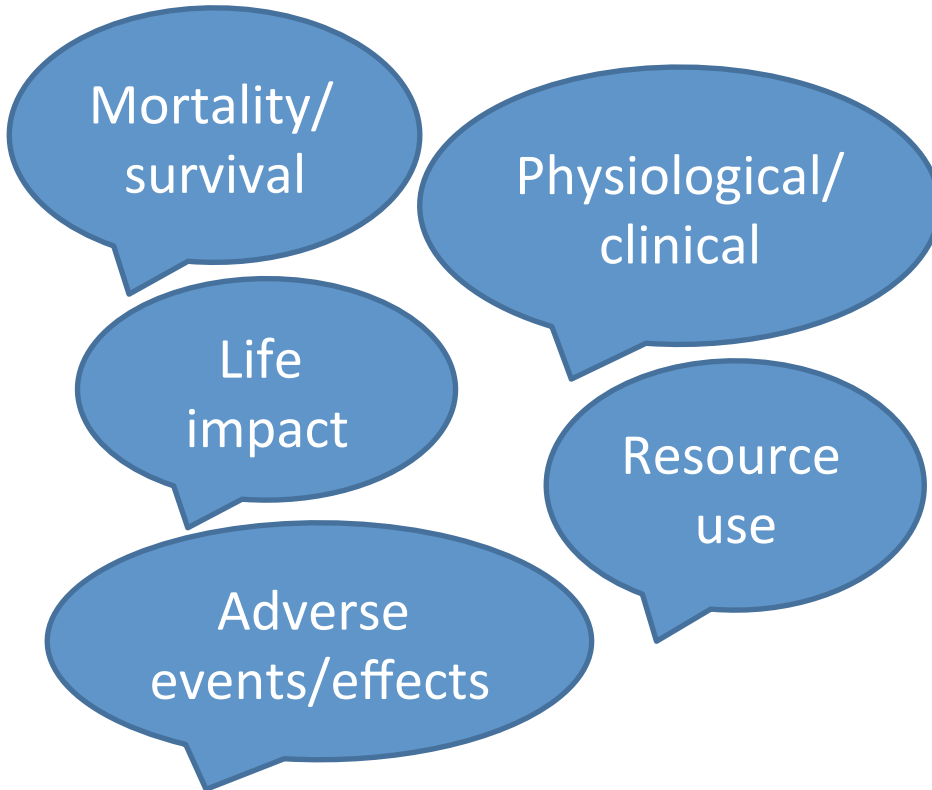 Mortality/
survival
Physiological/
clinical
Life
impact
Resource
use
Adverse
events/effects